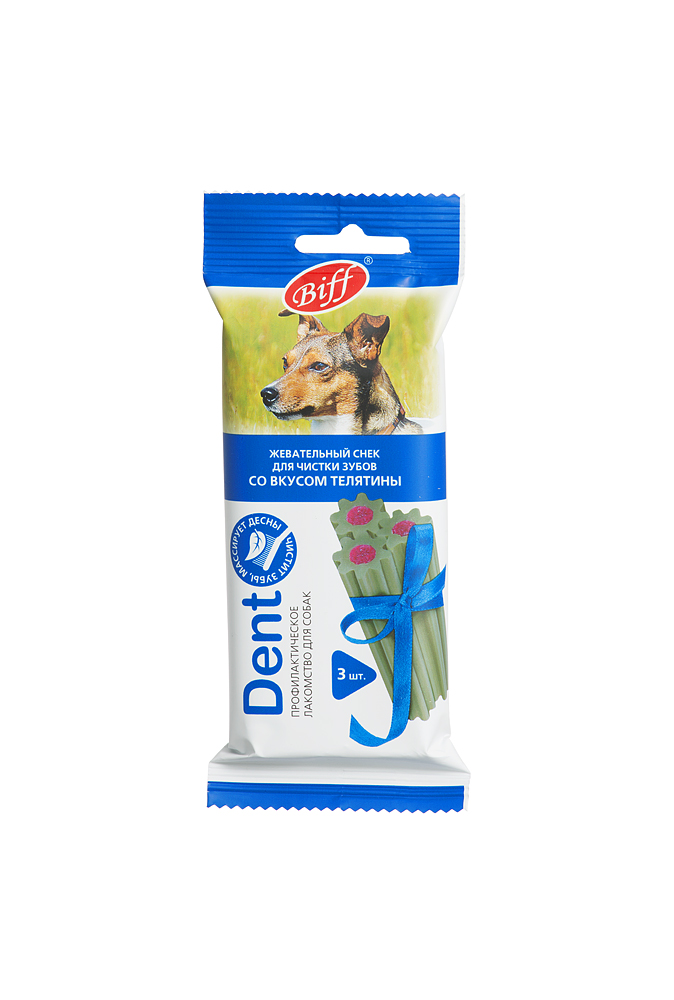 Biff®
ЖЕВАТЕЛЬНЫЙ СНЕК
ДЛЯ ЧИСТКИ ЗУБОВ
СО ВКУСОМ ТЕЛЯТИНЫ
МАССИРУЕТ ДЕСНЫ
ЧИСТИТ ЗУБЫ,
Dent
ПРОФИЛАКТИЧЕСКОЕ
ЛАКОМСТВО ДЛЯ СОБАК
3 шт.